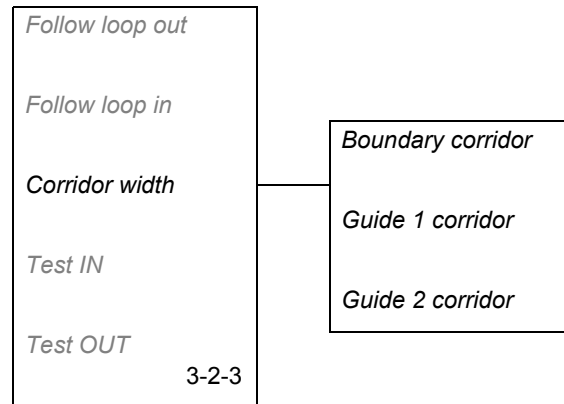 Follow loop out
Follow loop in
Corridor width
Test IN
Test OUT
3-2-3
Boundary corridor
Guide 1 corridor
Guide 2 corridor